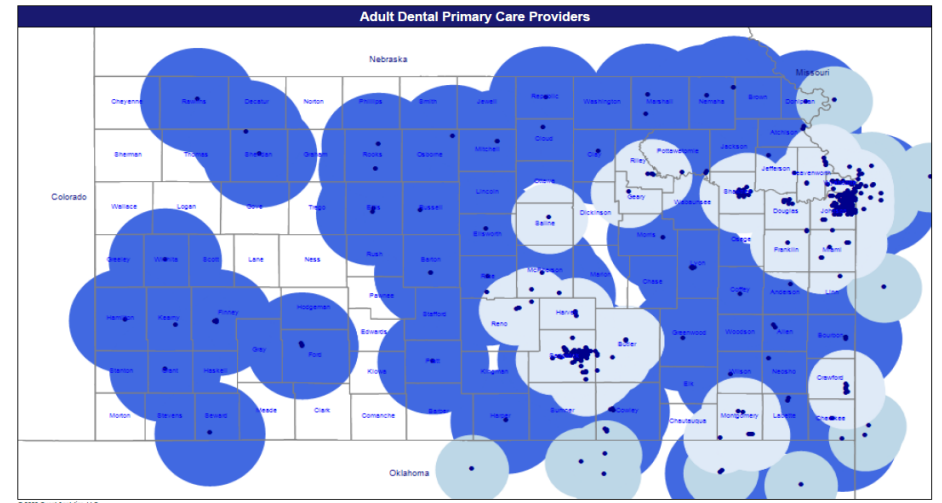 Adult Dental Primary Care Providers
Nebraska
Missouri
Cheyenne Rawlins Decatur Norton Phillips Smith Jewell Republic Washington Marshall Nemaha Brown Doniphan
Atchison
Cloud
Sherman Thomas Sheridan Graham Rooks Osborne Mitchell Clay Riley Pottawatomie Jackson
Jefferson Leavenworth
Ottawa
Colorado
Wallace Logan Gove Trego Ellis Russell Lincoln Geary Wabaunsee
Saline Dickinson Douglas
Ellsworth Morris Osage
Greeley Wichita Scott Lane Ness Rush Barton Lyon Franklin Miami
Rice McPherson Marion Chase Coffey Anderson Linn
Pawnee
Hamilton Kearny Finney Hodgeman Stafford Reno Harvey
Edwards Greenwood Woodson Allen Bourbon
Gray Ford Butler
Stanton Grant Haskell Kiowa Pratt Kingman Elk Wilson Neosho Crawford
Morton Stevens Seward Meade Clark Comanche Barber Harper Sumner Cowley Chautauqua Montgomery Labette Cherokee
Oklahoma